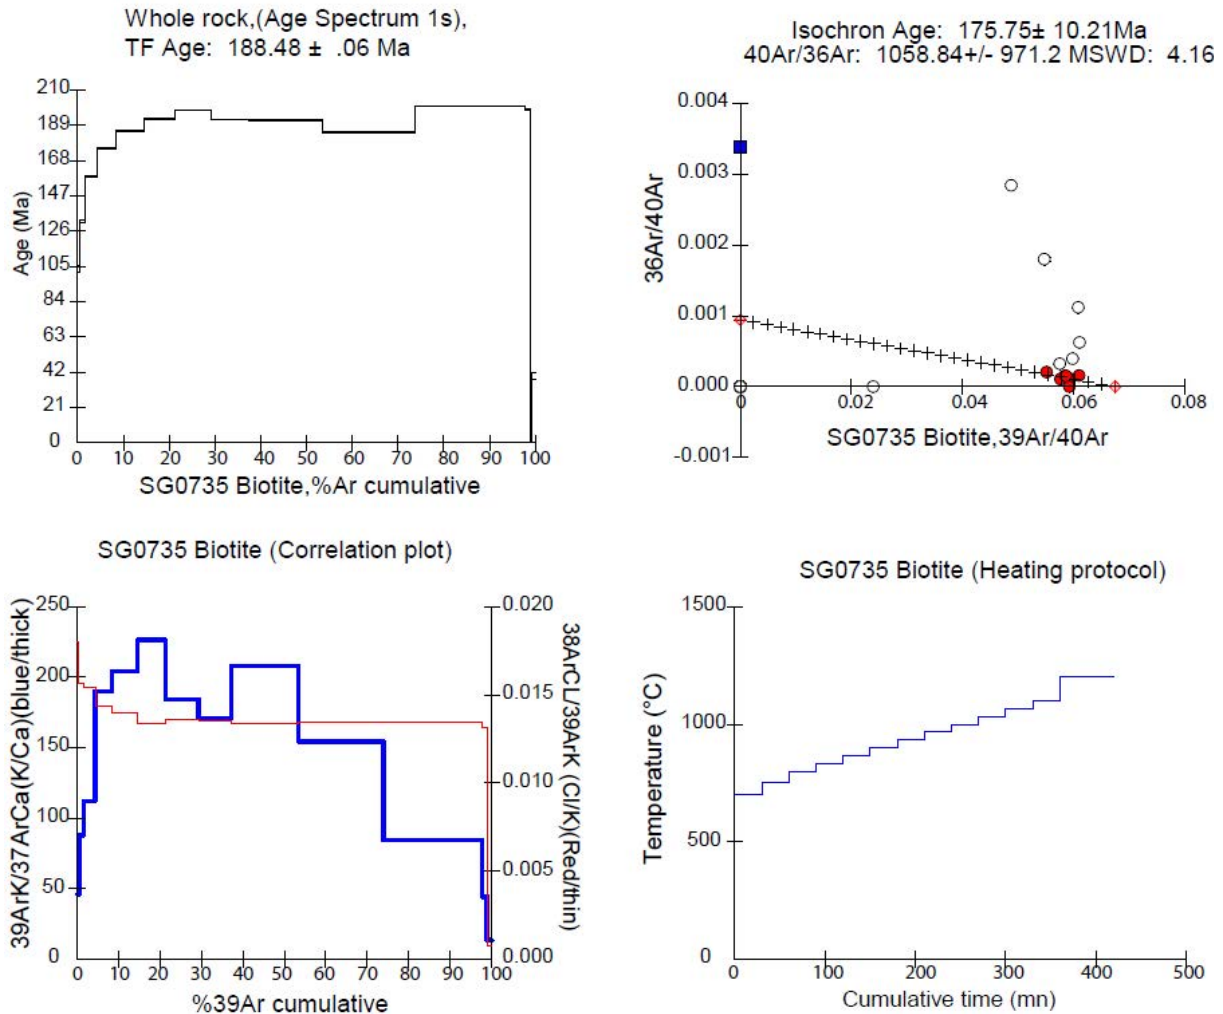 Whole rock,(Age Spectrum 1s),
TF Age: 188.48 ± .06 Ma
210
189
168
147
126
105
84
63
42
21
0
Age (Ma)
0 10 20 30 40 50 60 70 80 90 100
SG0735 Biotite,%Ar cumulative
Isochron Age: 175.75± 10.21Ma
40Ar/36Ar: 1058.84+/- 971.2 MSWD: 4.16
0.004
0.003
0.002
0.001
0.000
-0.001
36Ar/40Ar
0 0.02 0.04 0.06 0.08
SG0735 Biotite,39Ar/40Ar
SG0735 Biotite (Correlation plot)
250
200
150
100
50
0
39ArK/37ArCa(K/Ca)(blue/thick)
0.020
0.015
0.010
0.005
0.000
38ArCL/39ArK (Cl/K)(Red/thin)
0 10 20 30 40 50 60 70 80 90 100
%39Ar cumulative
SG0735 Biotite (Heating protocol)
1500
1000
500
0
Temperature (°C)
0 100 200 300 400 500
Cumulative time (mn)